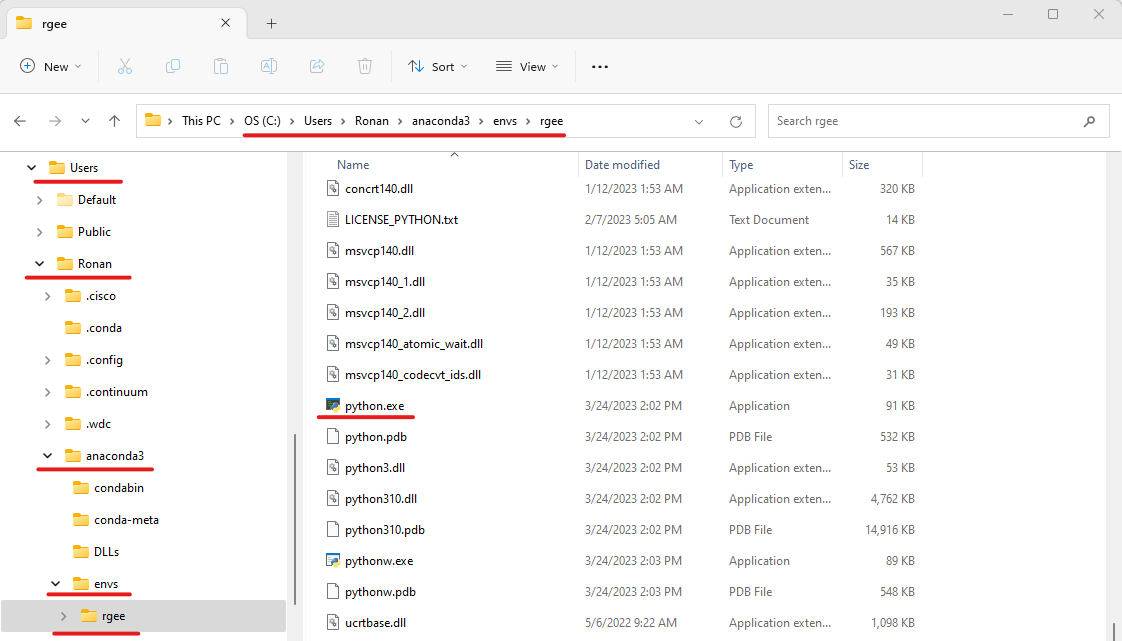 rgee
New Sort View
This PC OS (C:) Users Ronan anaconda3 envs rgee Search rgee
Users
Default
Public
Ronan
.cisco
.conda
.config
.continuum
.wdc
anaconda3
condabin
conda-meta
DLLs
envs
rgee
Name Date modified Type Size
concrt140.dll 1/12/2023 1:53 AM Application exten... 320 KB
LICENSE_PYTHON.txt 2/7/2023 5:05 AM Text Document 14 KB
msvcp140.dll 1/12/2023 1:53 AM Application exten... 567 KB
msvcp140_1.dll 1/12/2023 1:53 AM Application exten... 35 KB
msvcp140_2.dll 1/12/2023 1:53 AM Application exten... 193 KB
msvcp140_atomic_wait.dll 1/12/2023 1:53 AM Application exten... 49 KB
msvcp140_codecvt_ids.dll 1/12/2023 1:53 AM Application exten... 31 KB
python.exe 3/24/2023 2:02 PM Application 91 KB
python.pdb 3/24/2023 2:02 PM PDB File 532 KB
python3.dll 3/24/2023 2:02 PM Application exten... 53 KB
python310.dll 3/24/2023 2:02 PM Application exten... 4,762 KB
python310.pdb 3/24/2023 2:02 PM PDB File 14,916 KB
pythonw.exe 3/24/2023 2:03 PM Application 89 KB
pythonw.pdb 3/24/2023 2:03 PM PDB File 548 KB
ucrtbase.dll 5/6/2022 9:22 AM Application exten... 1,098 KB